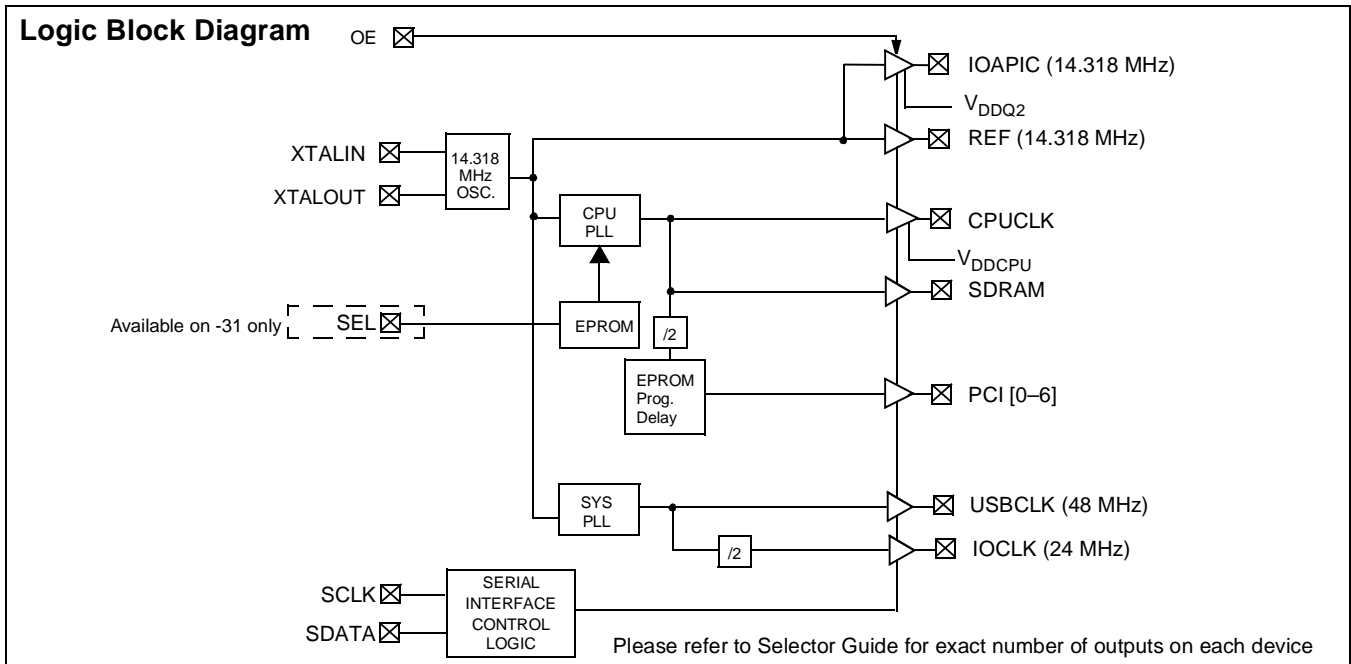 Logic Block Diagram
OE
IOAPIC (14.318 MHz)
VDDQ2
REF (14.318 MHz)
XTALIN
XTALOUT
14.318
MHz
OSC.
CPU
PLL
CPUCLK
VDDCPU
SDRAM
Available on -31 only
SEL
EPROM
/2
EPROM
Prog.
Delay
PCI [0–6]
SYS
PLL
USBCLK (48 MHz)
/2
IOCLK (24 MHz)
SCLK
SDATA
SERIAL
INTERFACE
CONTROL
LOGIC
Please refer to Selector Guide for exact number of outputs on each device